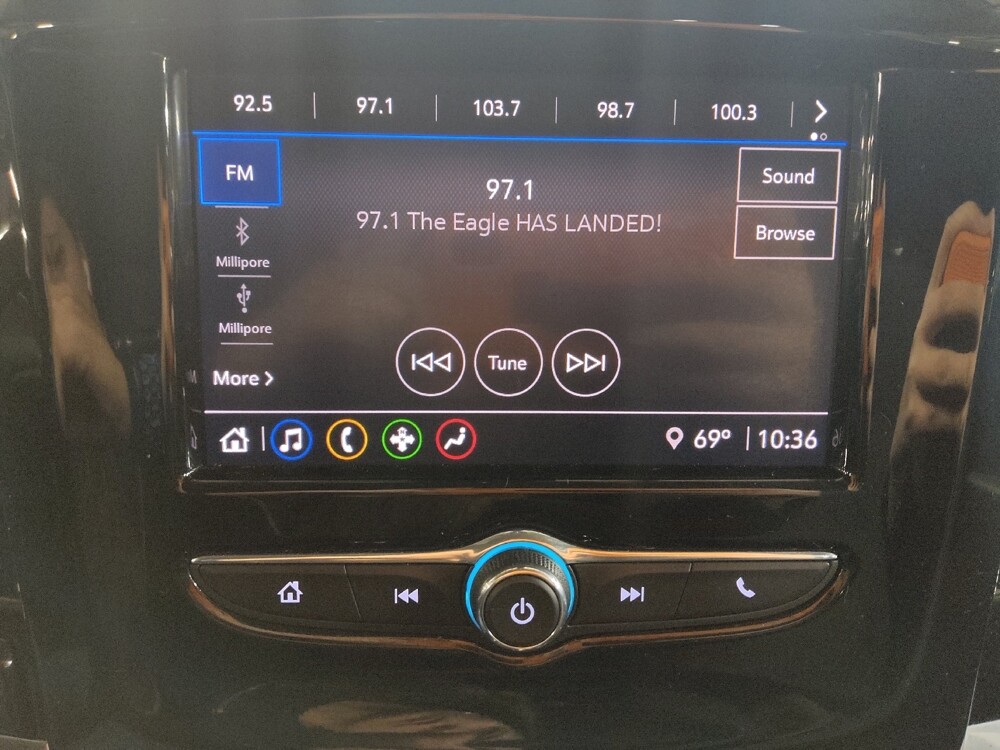 92.5 97.1 103.7 98.7 100.3
FM
Millipore
Millipore
More
97.1
97.1 The Eagle HAS LANDED!
Sound
Browse
Tune
69° 10:36